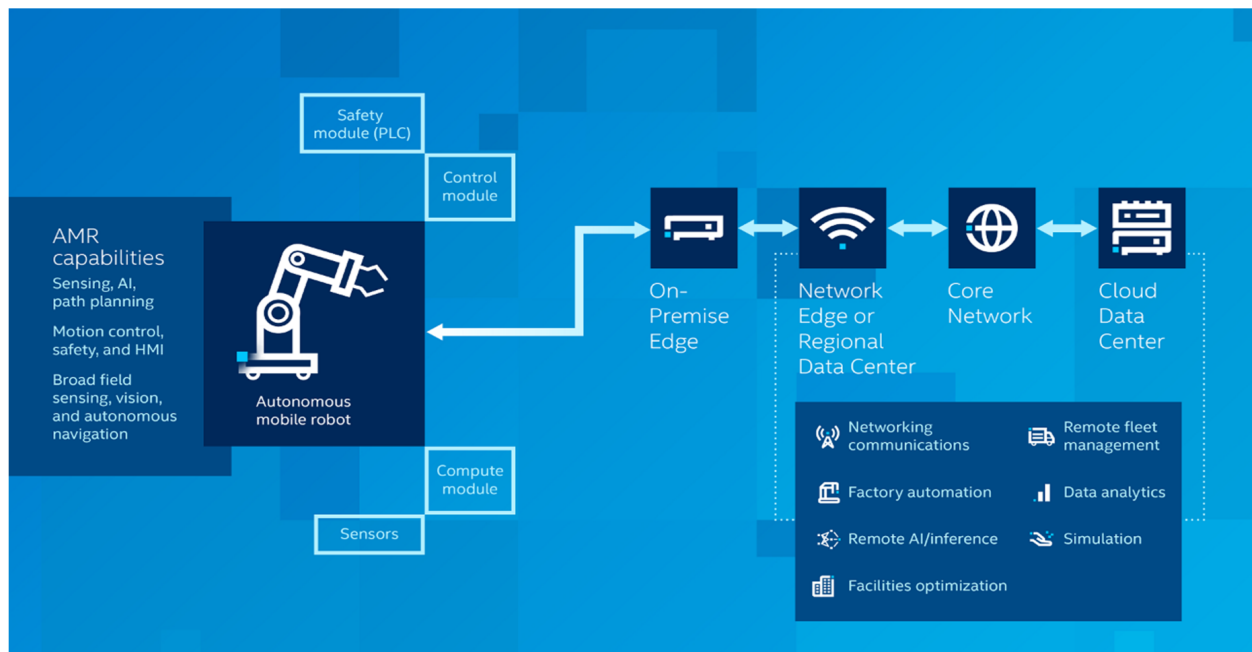 Safety
module (PLC)
Control
module
AMR
capabilities
Sensing, AI,
path planning
Motion control,
safety, and HMI
Broad field
sensing, vision,
and autonomous
navigation
Autonomous
mobile robot
Compute
module
Sensors
On-
Premise
Edge
Network
Edge or
Regional
Data Center
Core
Network
Cloud
Data
Center
Networking
communications
Factory automation
Remote AI/inference
Facilities optimization
Remote fleet
management
Data analytics
Simulation